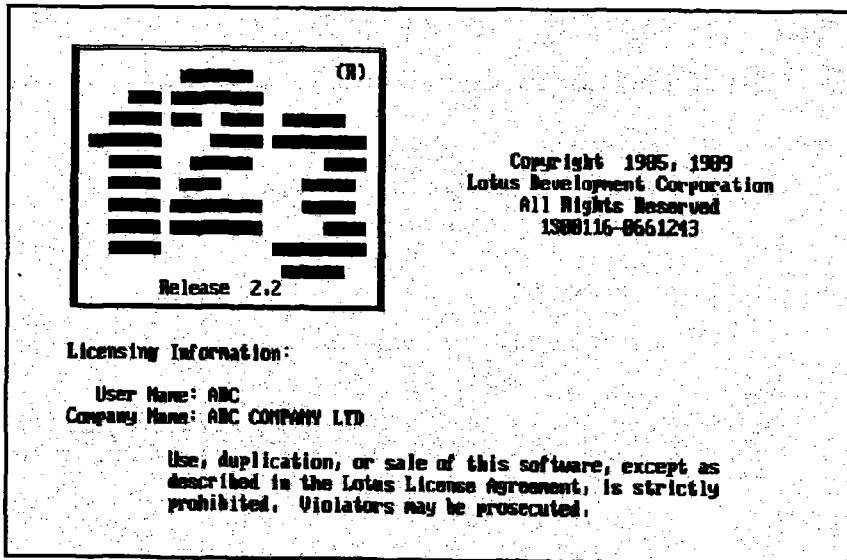 (R)
123
Release 2.2
Copyright 1985, 1989
Lotus Development Corporation
All Rights Reserved
1S00116-0661243
Licensing Information:
User Name: ABC
Company Name: ABC COMPANY LTD
Use, duplication, or sale of this software, except as
described in the Lotus License Agreement, is strictly
prohibited. Violators may be prosecuted.